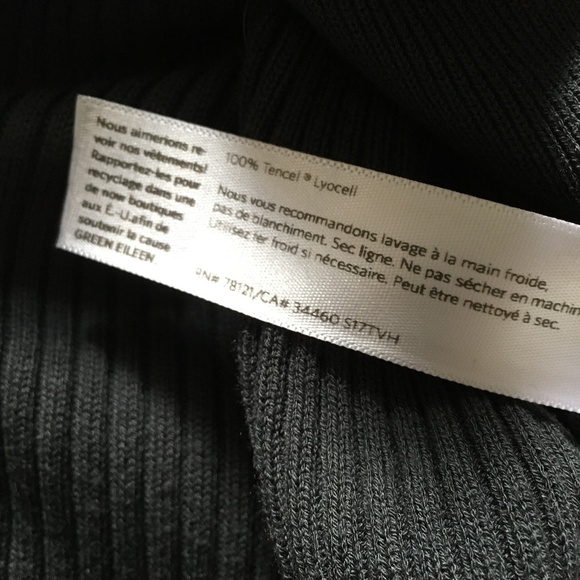 Nous aimerions re-
voir nos vêtements!
Rapportez-les pour
recyclage dans une
de now boutiques
aux É.-U.afin de
soutenir la cause
GREEN EILEEN
100% Tencel ® Lyocell
Nous vous recommandons lavage à la main froide,
pas de blanchiment. Sec ligne. Ne pas sécher en machin
Utilisez fer froid si nécessaire. Peut être nettoyé à sec.
RN# 78121/CA# 34460 S17TVH